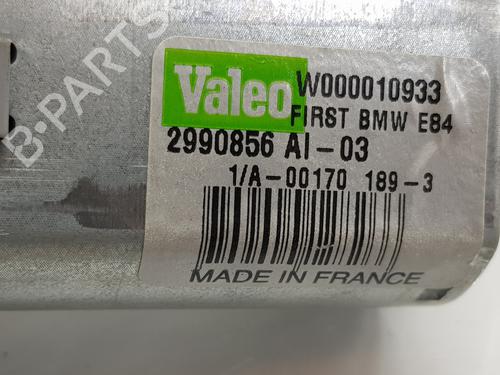 Valeo
W000010933
FIRST BMW E84
2990856 AI-03
1/A-00170 189-3
MADE IN FRANCE
B-PARTS